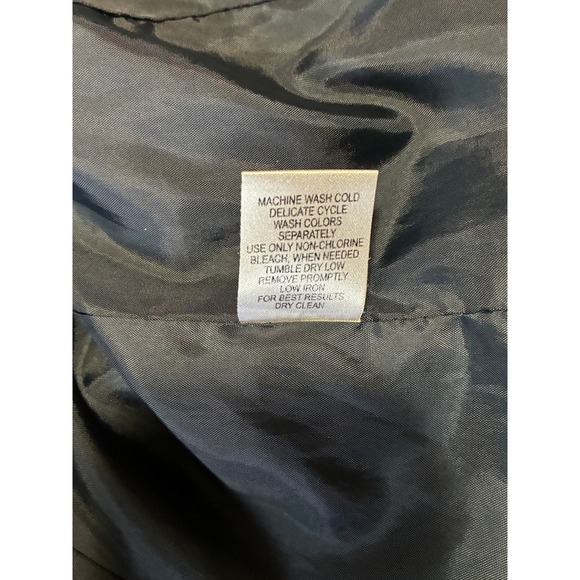 MACHINE WASH COLD
DELICATE CYCLE
WASH COLORS
SEPARATELY
USE ONLY NON-CHLORINE
BLEACH, WHEN NEEDED
TUMBLE DRY LOW
REMOVE PROMPTLY
LOW IRON
FOR BEST RESULTS
DRY CLEAN